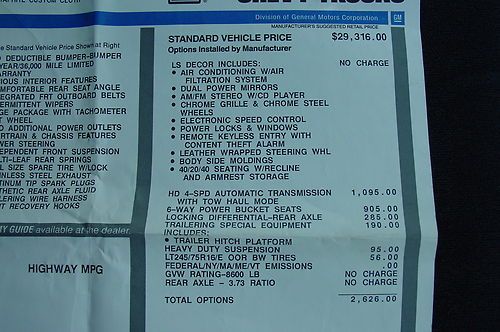 CHEVY TRUCKS
Division of General Motors Corporation
GM
MANUFACTURER'S SUGGESTED RETAIL PRICE
STANDARD VEHICLE PRICE $29,316.00
Options Installed by Manufacturer
LS DECOR INCLUDES: NO CHARGE
• AIR CONDITIONING W/AIR
FILTRATION SYSTEM
• DUAL POWER MIRRORS
• AM/FM STEREO W/CD PLAYER
• CHROME GRILLE & CHROME STEEL
WHEELS
• ELECTRONIC SPEED CONTROL
• POWER LOCKS & WINDOWS
• REMOTE KEYLESS ENTRY WITH
CONTENT THEFT ALARM
• LEATHER WRAPPED STEERING WHL
• BODY SIDE MOLDINGS
• 40/20/40 SEATING W/RECLINE
AND ARMREST STORAGE
HD 4-SPD AUTOMATIC TRANSMISSION 1,095.00
WITH TOW HAUL MODE
6-WAY POWER BUCKET SEATS 905.00
LOCKING DIFFERENTIAL-REAR AXLE 285.00
TRAILERING SPECIAL EQUIPMENT 190.00
INCLUDES:
• TRAILER HITCH PLATFORM
HEAVY DUTY SUSPENSION 95.00
LT245/75R16/E OOR BW TIRES 56.00
FEDERAL/NY/MA/ME/VT EMISSIONS .00
GVW RATING-8600 LB NO CHARGE
REAR AXLE - 3.73 RATIO NO CHARGE
TOTAL OPTIONS 2,626.00
e Standard Vehicle Price Shown at Right
DEDUCTIBLE BUMPER-BUMPER
YEAR/36,000 MILE LIMITED
ARRANTY
IOUS INTERIOR FEATURES
MFORTABLE REAR SEAT ANGLE
EGRATED FRT OUTBOARD BELTS
ERMITTENT WIPERS
GE PACKAGE WITH TACHOMETER
T WHEEL
O ADDITIONAL POWER OUTLETS
RTRAIN & CHASSIS FEATURES
WER STEERING
EPENDENT FRONT SUSPENSION
LTI-LEAF REAR SPRINGS
L SIZE SPARE TIRE W/LOCK
INLESS STEEL EXHAUST
TINUM TIP SPARK PLUGS
THETIC REAR AXLE FLUID
LERING WIRE HARNESS
T RECOVERY HOOKS
Y GUIDE available at the dealer.
HIGHWAY MPG